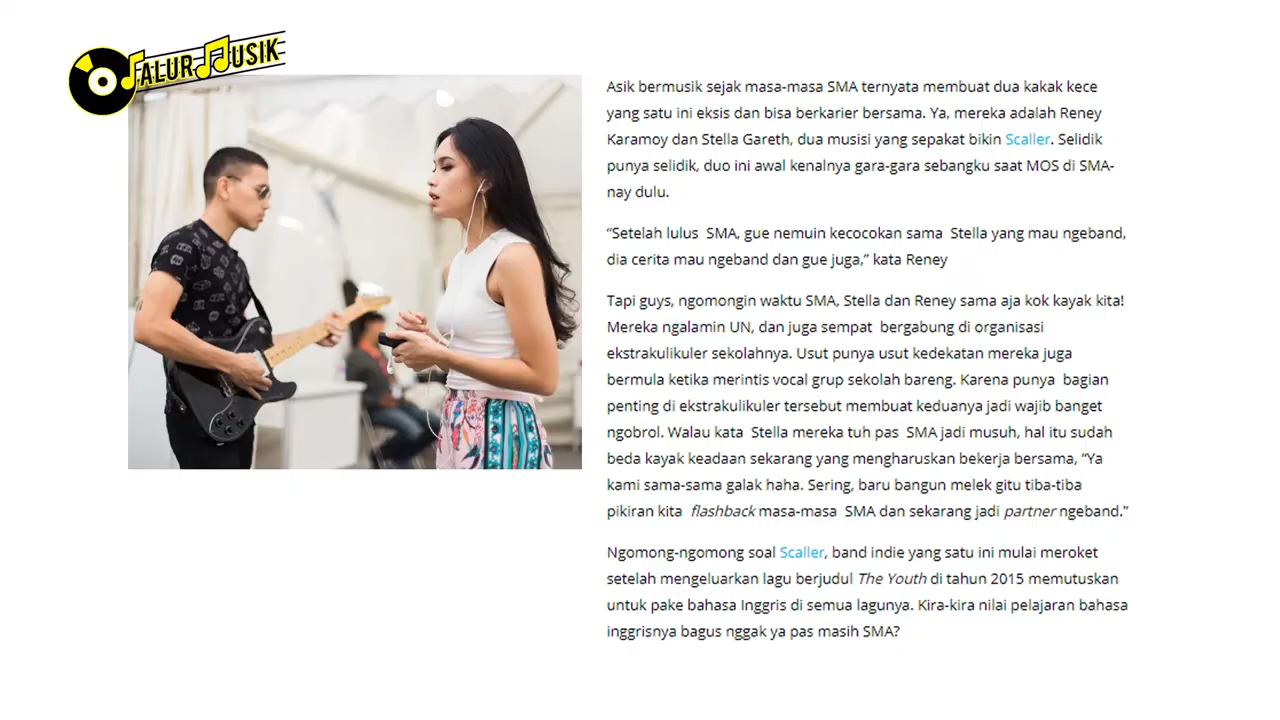 JALUR MUSIK
Asik bermusik sejak masa-masa SMA ternyata membuat dua kakak kece
yang satu ini eksis dan bisa berkarier bersama. Ya, mereka adalah Reney
Karamoy dan Stella Gareth, dua musisi yang sepakat bikin Scaller. Selidik
punya selidik, duo ini awal kenalnya gara-gara sebangku saat MOS di SMA-
nay dulu.
“Setelah lulus SMA, gue nemuin kecocokan sama Stella yang mau ngeband,
dia cerita mau ngeband dan gue juga,” kata Reney
Tapi guys, ngomongin waktu SMA, Stella dan Reney sama aja kok kayak kita!
Mereka ngalamin UN, dan juga sempat bergabung di organisasi
ekstrakulikuler sekolahnya. Usut punya usut kedekatan mereka juga
bermula ketika merintis vocal grup sekolah bareng. Karena punya bagian
penting di ekstrakulikuler tersebut membuat keduanya jadi wajib banget
ngobrol. Walau kata Stella mereka tuh pas SMA jadi musuh, hal itu sudah
beda kayak keadaan sekarang yang mengharuskan bekerja bersama, “Ya
kami sama-sama galak haha. Sering, baru bangun melek gitu tiba-tiba
pikiran kita flashback masa-masa SMA dan sekarang jadi partner ngeband.”
Ngomong-ngomong soal Scaller, band indie yang satu ini mulai meroket
setelah mengeluarkan lagu berjudul The Youth di tahun 2015 memutuskan
untuk pake bahasa Inggris di semua lagunya. Kira-kira nilai pelajaran bahasa
inggrisnya bagus nggak ya pas masih SMA?